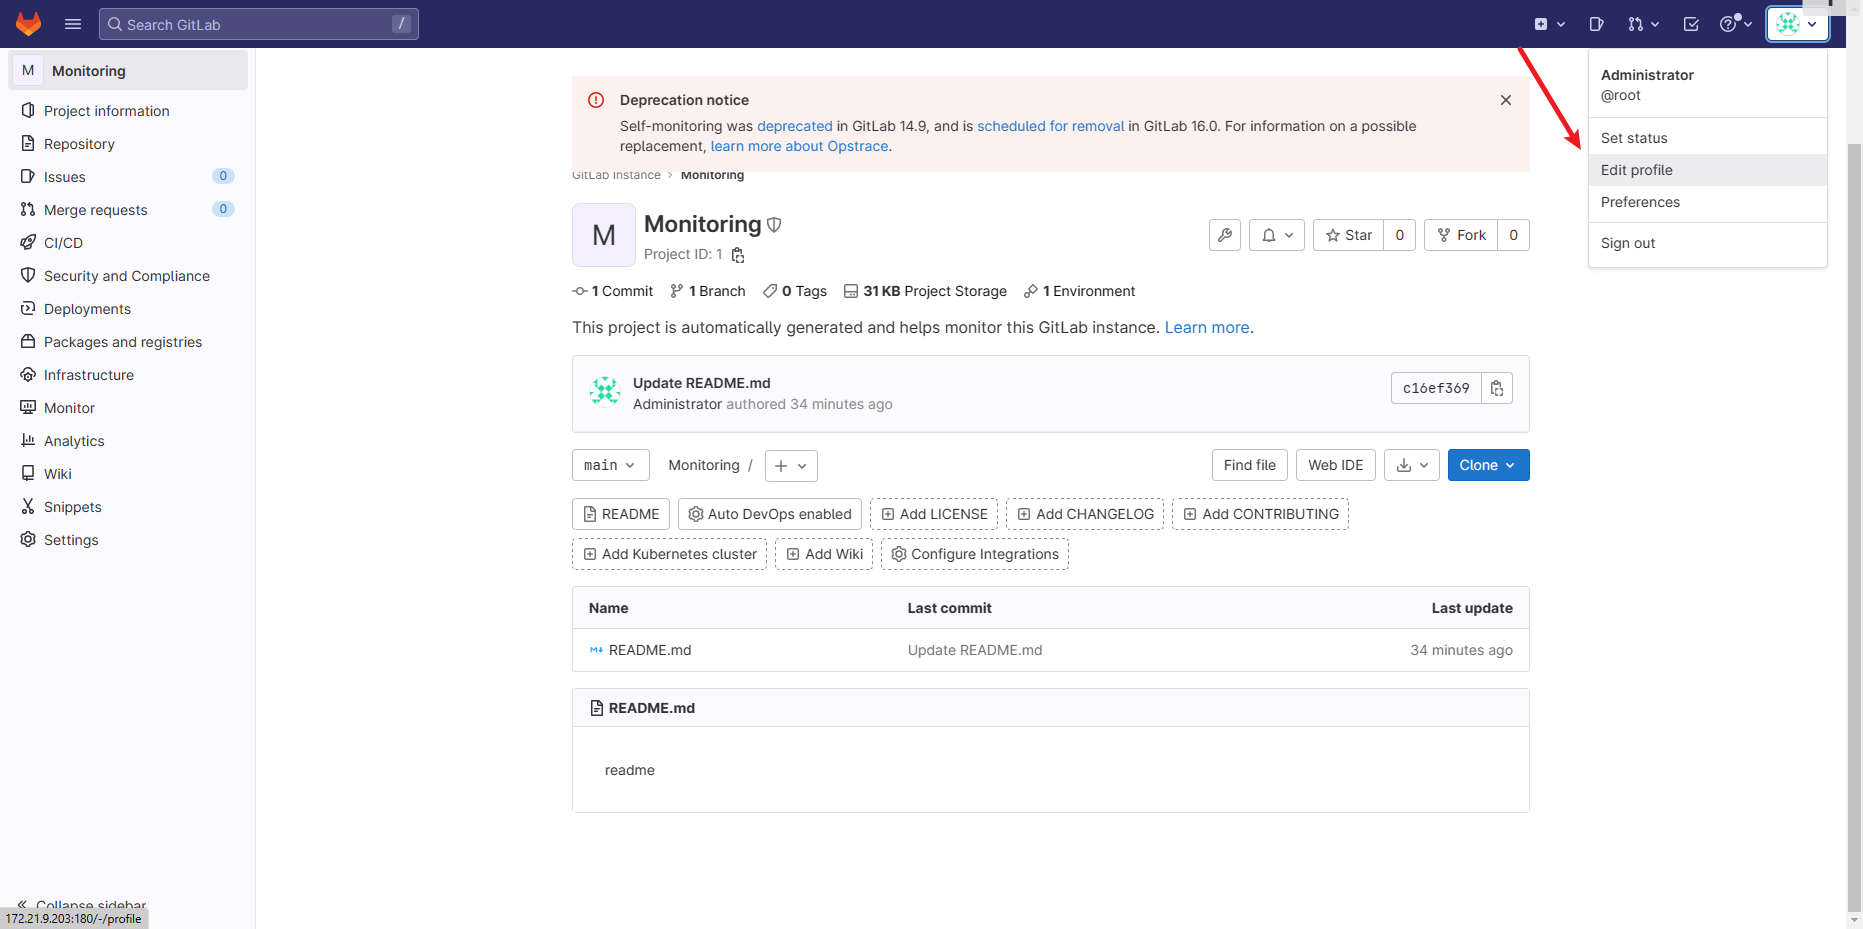 Search GitLab
/
M Monitoring
Project information
Repository
Issues 0
Merge requests 0
CI/CD
Security and Compliance
Deployments
Packages and registries
Infrastructure
Monitor
Analytics
Wiki
Snippets
Settings
Collapse sidebar
172.21.9.203:180/-/profile
Deprecation notice
Self-monitoring was deprecated in GitLab 14.9, and is scheduled for removal in GitLab 16.0. For information on a possible
replacement, learn more about Opstrace.
GitLab Instance › Monitoring
M
Monitoring
Project ID: 1
Star 0
Fork 0
1 Commit 1 Branch 0 Tags 31 KB Project Storage 1 Environment
This project is automatically generated and helps monitor this GitLab instance. Learn more.
Update README.md
Administrator authored 34 minutes ago
c16ef369
main Monitoring / +
Find file Web IDE Clone
README Auto DevOps enabled Add LICENSE Add CHANGELOG Add CONTRIBUTING
Add Kubernetes cluster Add Wiki Configure Integrations
Name Last commit Last update
README.md Update README.md 34 minutes ago
README.md
readme
Administrator
@root
Set status
Edit profile
Preferences
Sign out